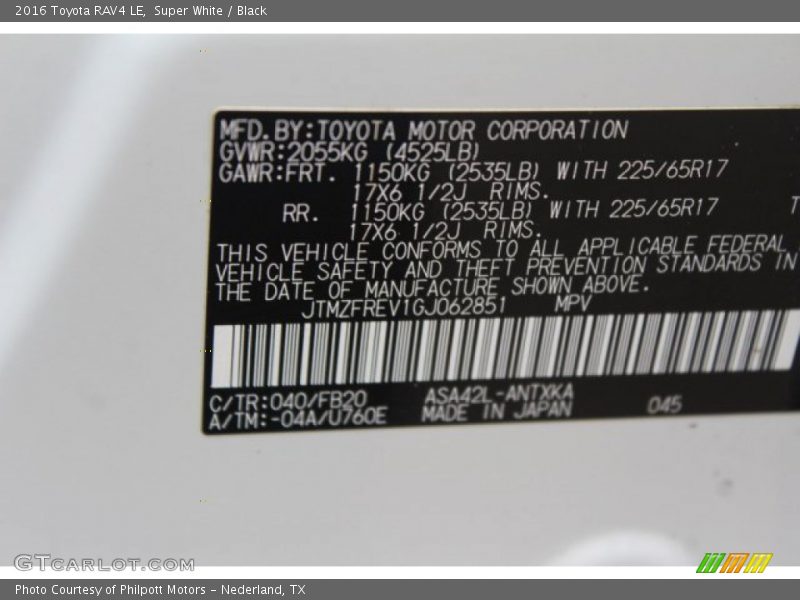 2016 Toyota RAV4 LE, Super White / Black
MFD. BY:TOYOTA MOTOR CORPORATION
GVWR:2055KG (4525LB)
GAWR:FRT. 1150KG (2535LB) WITH 225/65R17
17X6 1/2J RIMS.
RR. 1150KG (2535LB) WITH 225/65R17 T
17X6 1/2J RIMS.
THIS VEHICLE CONFORMS TO ALL APPLICABLE FEDERAL
VEHICLE SAFETY AND THEFT PREVENTION STANDARDS IN
THE DATE OF MANUFACTURE SHOWN ABOVE.
JTMZFREV1GJ062851 MPV
C/TR:040/FB20 ASA42L-ANTXKA
A/TM:-04A/U760E MADE IN JAPAN 045
GTCARLOT.COM
Photo Courtesy of Philpott Motors - Nederland, TX